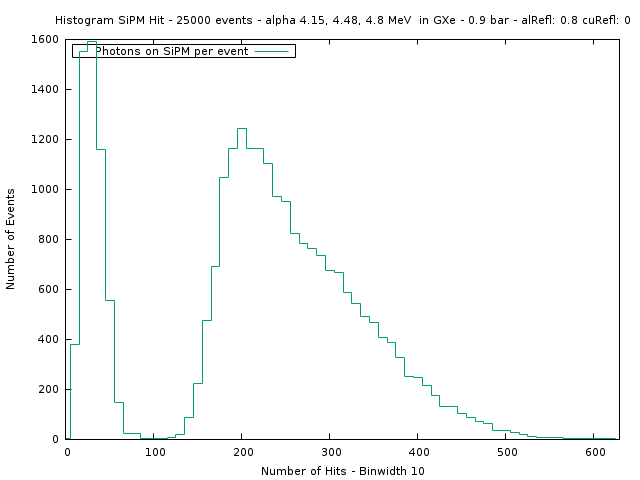 Histogram SiPM Hit - 25000 events - alpha 4.15, 4.48, 4.8 MeV  in GXe - 0.9 bar - alRefl: 0.8 cuRefl: 0
Photons on SiPM per event
1600
1400
1200
1000
800
600
400
200
0
Number of Events
0 100 200 300 400 500 600
Number of Hits - Binwidth 10